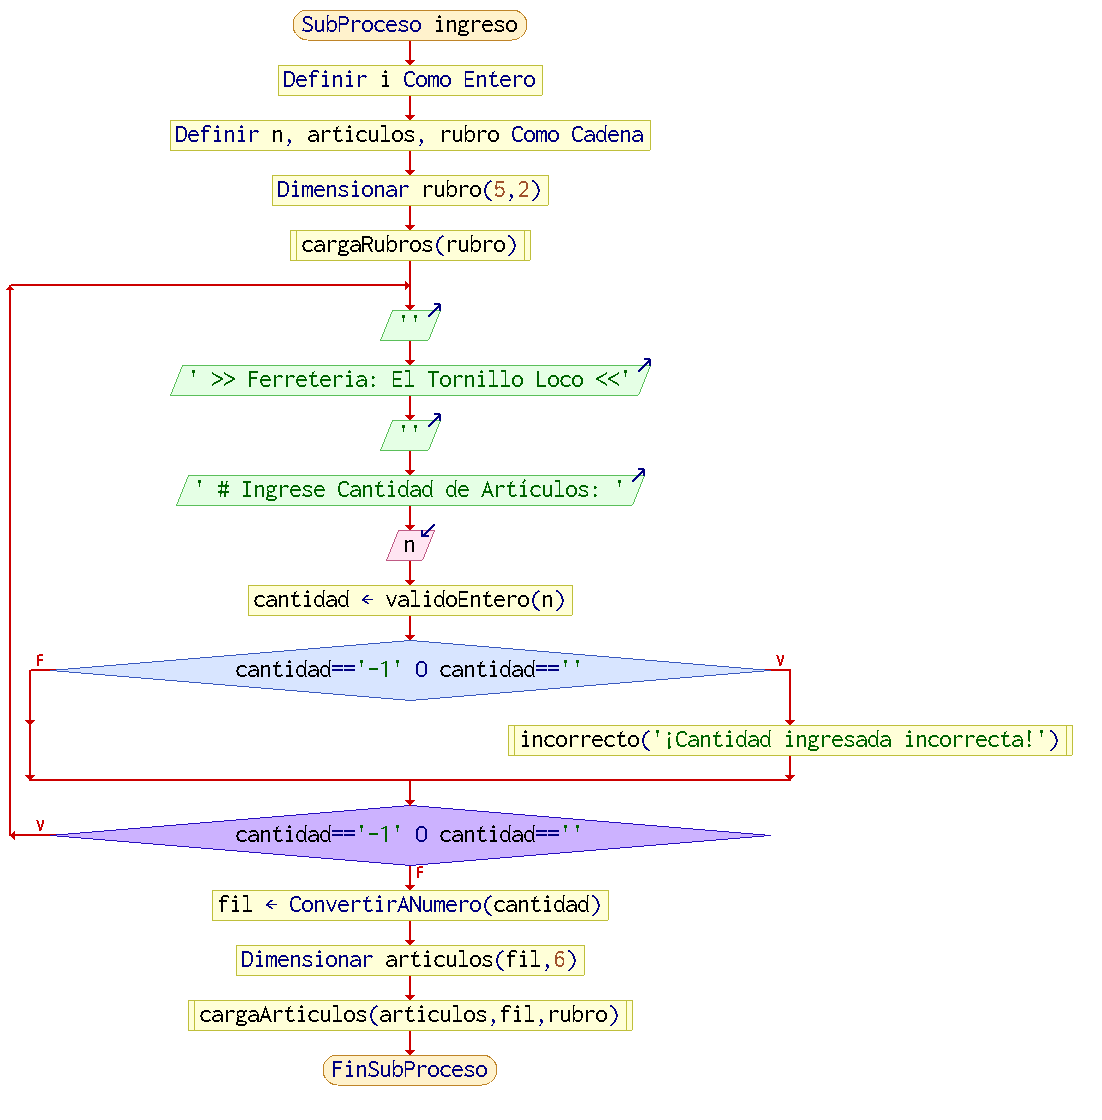 SubProceso ingreso
Definir i Como Entero
Definir n, articulos, rubro Como Cadena
Dimensionar rubro(5,2)
cargaRubros(rubro)
''
' >> Ferreteria: El Tornillo Loco <<'
''
' # Ingrese Cantidad de Artículos: '
n
cantidad ← validoEntero(n)
F
cantidad=='-1' O cantidad==''
V
incorrecto('¡Cantidad ingresada incorrecta!')
V
cantidad=='-1' O cantidad==''
F
fil ← ConvertirANumero(cantidad)
Dimensionar articulos(fil,6)
cargaArticulos(articulos,fil,rubro)
FinSubProceso